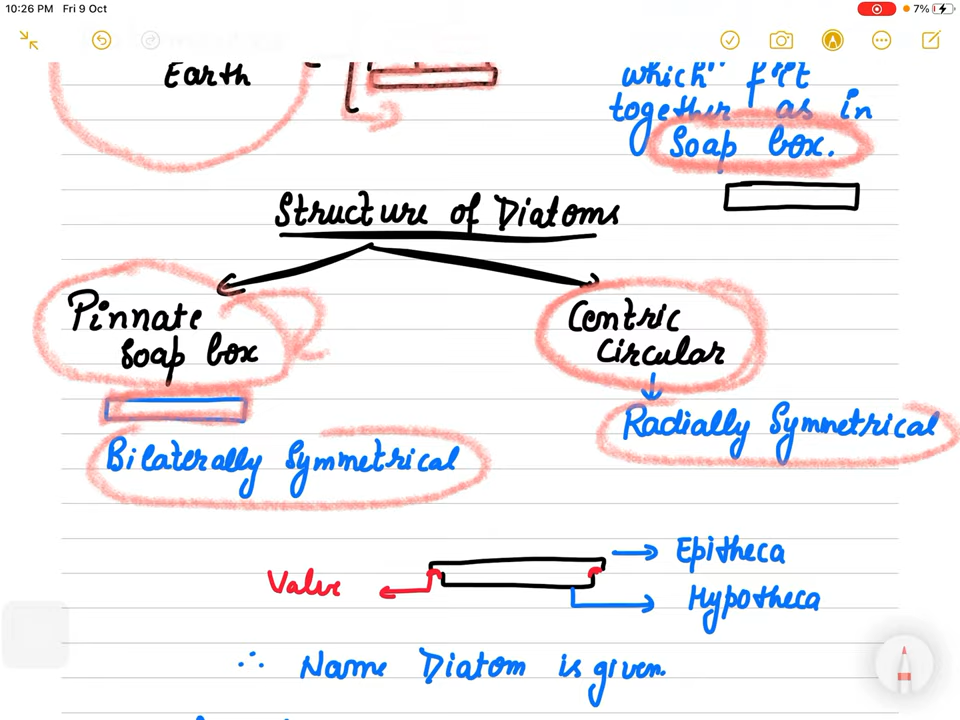 10:26 PM Fri 9 Oct
7%
Earth
which fit
together as in
Soap box.
Structure of Diatoms
Pinnate
Soap box
Centric
Circular
Radially Symmetrical
Bilaterally Symmetrical
Epitheca
Valve
Hypotheca
∴ Name Diatom is given.